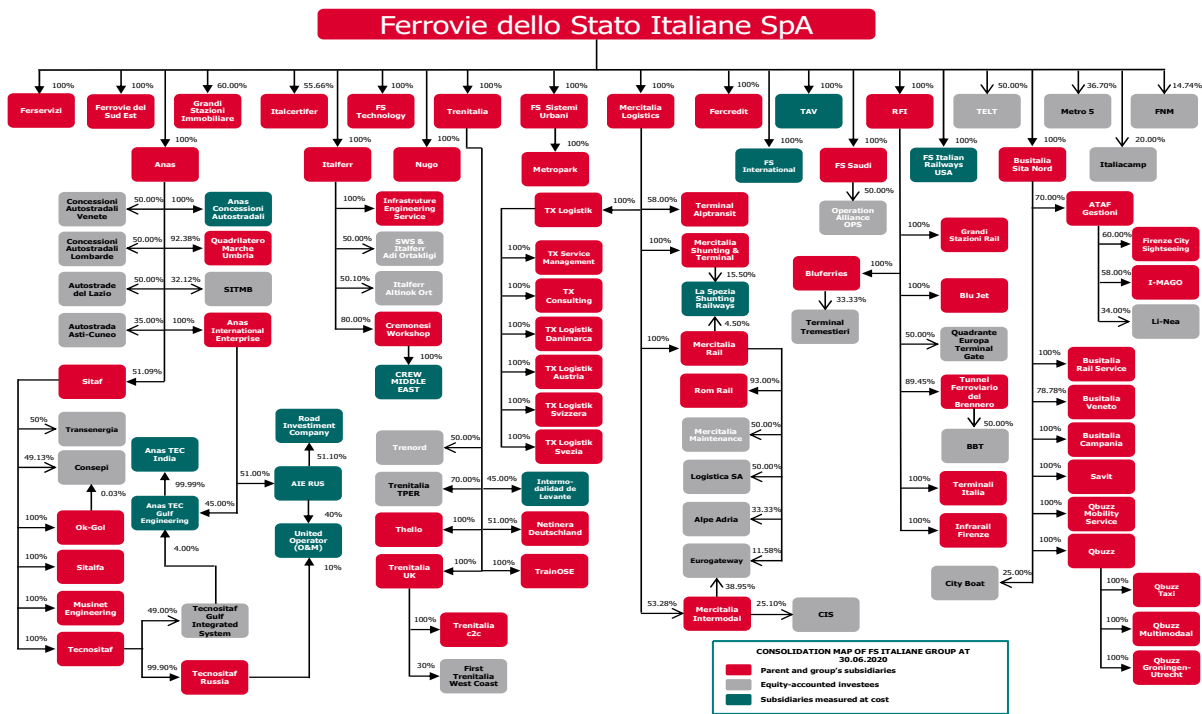 Ferrovie dello Stato Italiane SpA
100%
100%
60.00%
55.66%
100%
100%
100%
100%
100%
100%
100%
50.00%
36.70%
14.74%
Ferservizi
Ferrovie del
Sud Est
Grandi
Stazioni
Immobiliare
Italcertifer
FS
Technology
Trenitalia
FS Sistemi
Urbani
Mercitalia
Logistics
Fercredit
TAV
RFI
TELT
Metro 5
FNM
100%
100%
100%
100%
100%
100%
100%
100%
20.00%
Anas
Italferr
Nugo
Metropark
FS
International
FS Saudi
FS Italian
Railways
USA
Busitalia
Sita Nord
Italiacamp
Concessioni
Autostradali
Venete
50.00%
100%
Anas
Concessioni
Autostradali
Concessioni
Autostradali
Lombarde
50.00%
92.38%
Quadrilatero
Marche
Umbria
Autostrade
del Lazio
50.00%
32.12%
SITMB
Autostrada
Asti-Cuneo
35.00%
100%
Anas
International
Enterprise
Sitaf
51.09%
50%
Transenergia
49.13%
Consepi
0.03%
100%
Ok-Gol
100%
Sitalfa
100%
Musinet
Engineering
100%
Tecnositaf
Anas TEC
India
99.99%
Anas TEC
Gulf
Engineering
45.00%
4.00%
49.00%
Tecnositaf
Gulf
Integrated
System
99.90%
Tecnositaf
Russia
Road
Investiment
Company
51.10%
51.00%
AIE RUS
40%
United
Operator
(O&M)
10%
100%
Infrastruture
Engineering
Service
50.00%
SWS &
Italferr
Adi Ortakligi
50.10%
Italferr
Altinok Ort
80.00%
Cremonesi
Workshop
100%
CREW
MIDDLE
EAST
Trenord
50.00%
Trenitalia
TPER
70.00%
45.00%
Intermo-
dalidad de
Levante
Thello
100%
51.00%
Netinera
Deutschland
Trenitalia
UK
100%
100%
TrainOSE
100%
Trenitalia
c2c
30%
First
Trenitalia
West Coast
TX Logistik
100%
100%
TX Service
Management
100%
TX
Consulting
100%
TX Logistik
Danimarca
100%
TX Logistik
Austria
100%
TX Logistik
Svizzera
100%
TX Logistik
Svezia
58.00%
Terminal
Alptransit
100%
Mercitalia
Shunting &
Terminal
15.50%
La Spezia
Shunting
Railways
4.50%
100%
Mercitalia
Rail
Rom Rail
93.00%
Mercitalia
Maintenance
50.00%
Logistica SA
50.00%
Alpe Adria
33.33%
Eurogateway
11.58%
38.95%
53.28%
Mercitalia
Intermodal
25.10%
CIS
50.00%
Operation
Alliance
OPS
Bluferries
100%
33.33%
Terminal
Tremestieri
100%
Grandi
Stazioni Rail
100%
Blu Jet
50.00%
Quadrante
Europa
Terminal
Gate
89.45%
Tunnel
Ferroviario
del
Brennero
50.00%
BBT
100%
Terminali
Italia
100%
Infrarail
Firenze
70.00%
ATAF
Gestioni
60.00%
Firenze City
Sightseeing
58.00%
I-MAGO
34.00%
Li-Nea
100%
Busitalia
Rail Service
78.78%
Busitalia
Veneto
100%
Busitalia
Campania
100%
Savit
100%
Qbuzz
Mobility
Service
100%
Qbuzz
City Boat
25.00%
100%
Qbuzz
Taxi
100%
Qbuzz
Multimodaal
100%
Qbuzz
Groningen-
Utrecht
CONSOLIDATION MAP OF FS ITALIANE GROUP AT
30.06.2020
Parent and group's subsidiaries
Equity-accounted investees
Subsidiaries measured at cost